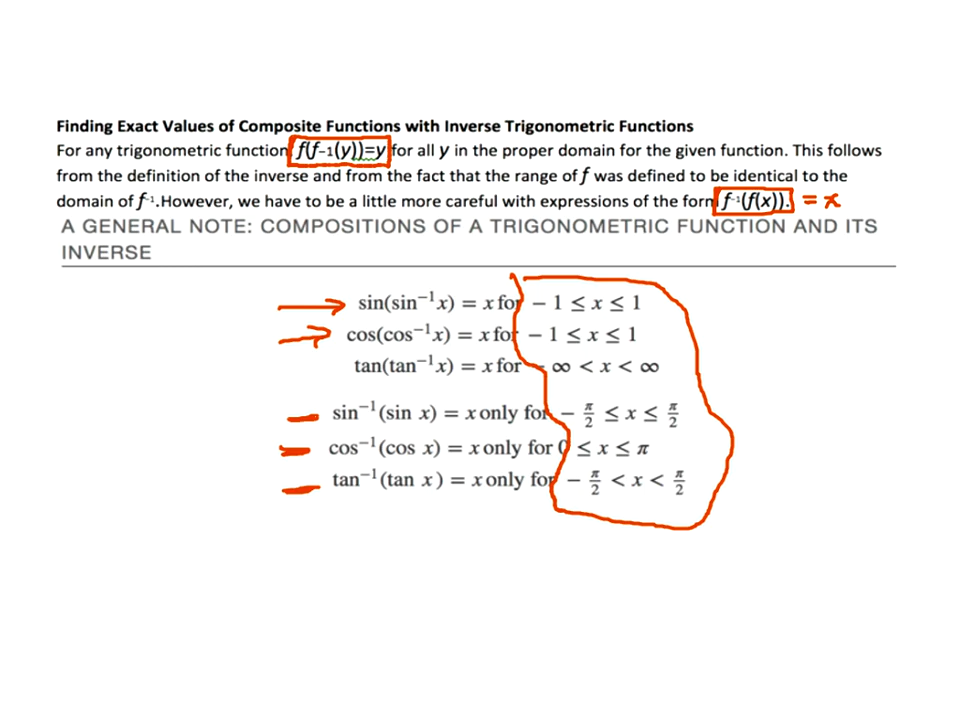 Finding Exact Values of Composite Functions with Inverse Trigonometric Functions
For any trigonometric function f(f-1(y))=y for all y in the proper domain for the given function. This follows
from the definition of the inverse and from the fact that the range of f was defined to be identical to the
domain of f⁻¹.However, we have to be a little more careful with expressions of the form f⁻¹(f(x)). = x
A GENERAL NOTE: COMPOSITIONS OF A TRIGONOMETRIC FUNCTION AND ITS
INVERSE
sin(sin⁻¹x) = x for − 1 ≤ x ≤ 1
cos(cos⁻¹x) = x for − 1 ≤ x ≤ 1
tan(tan⁻¹x) = x for − ∞ < x < ∞
sin⁻¹(sin x) = x only for − π/2 ≤ x ≤ π/2
cos⁻¹(cos x) = x only for 0 ≤ x ≤ π
tan⁻¹(tan x) = x only for − π/2 < x < π/2